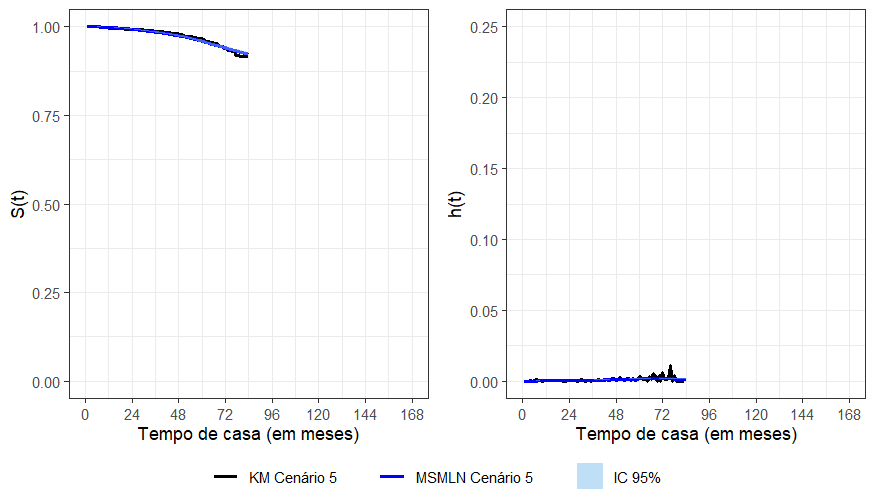 1.00
0.75
0.50
0.25
0.00
S(t)
0 24 48 72 96 120 144 168
Tempo de casa (em meses)
0.25
0.20
0.15
0.10
0.05
0.00
h(t)
0 24 48 72 96 120 144 168
Tempo de casa (em meses)
KM Cenário 5 MSMLN Cenário 5 IC 95%